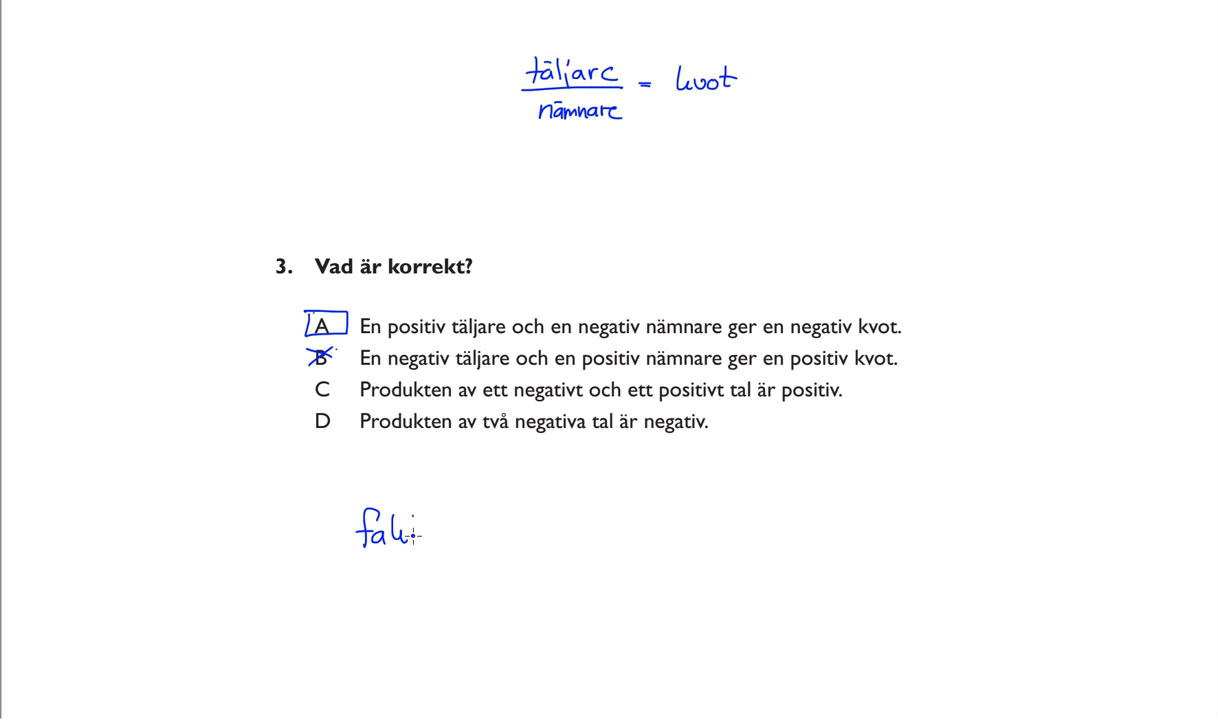 täljare
nämnare
= kvot
3. Vad är korrekt?
A En positiv täljare och en negativ nämnare ger en negativ kvot.
B En negativ täljare och en positiv nämnare ger en positiv kvot.
C Produkten av ett negativt och ett positivt tal är positiv.
D Produkten av två negativa tal är negativ.
fak